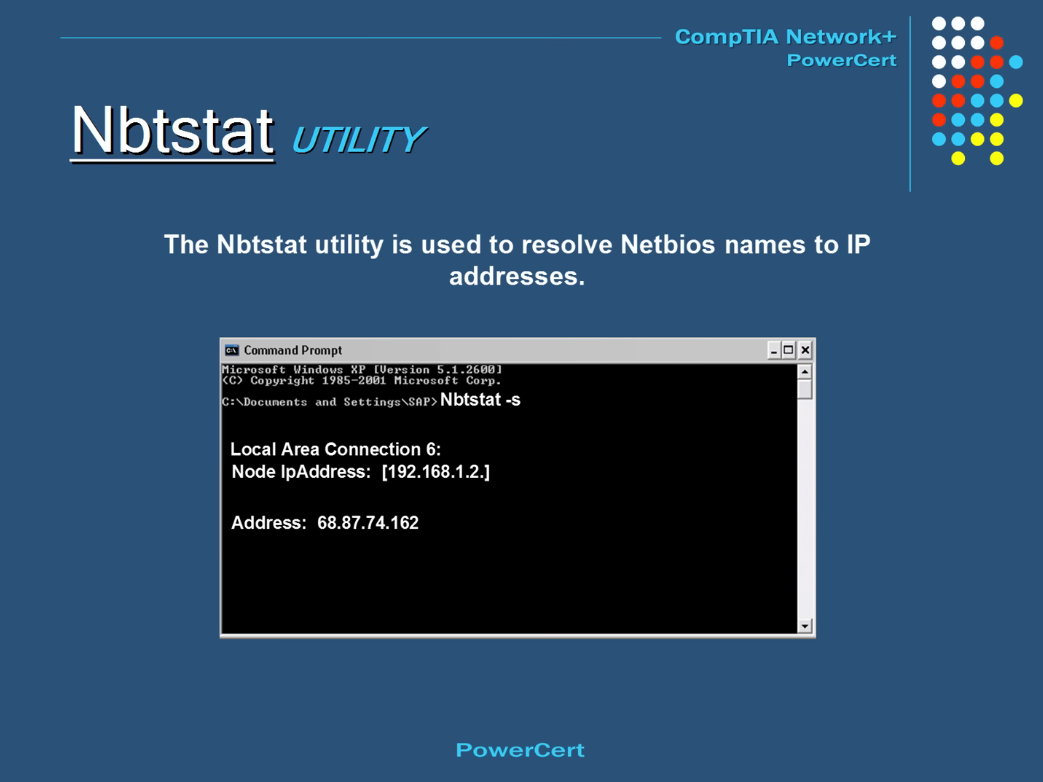 CompTIA Network+
PowerCert
Nbtstat UTILITY
The Nbtstat utility is used to resolve Netbios names to IP
addresses.
Command Prompt
Microsoft Windows XP [Version 5.1.2600]
(C) Copyright 1985-2001 Microsoft Corp.
C:\Documents and Settings\SAP>Nbtstat -s
Local Area Connection 6:
Node IpAddress: [192.168.1.2.]
Address: 68.87.74.162
PowerCert